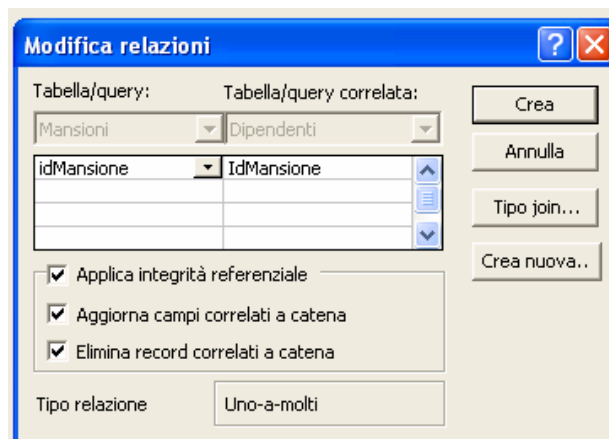 Modifica relazioni
Tabella/query: Tabella/query correlata:
Mansioni Dipendenti
idMansione IdMansione
Crea
Annulla
Tipo join...
Crea nuova..
Applica integrità referenziale
Aggiorna campi correlati a catena
Elimina record correlati a catena
Tipo relazione Uno-a-molti